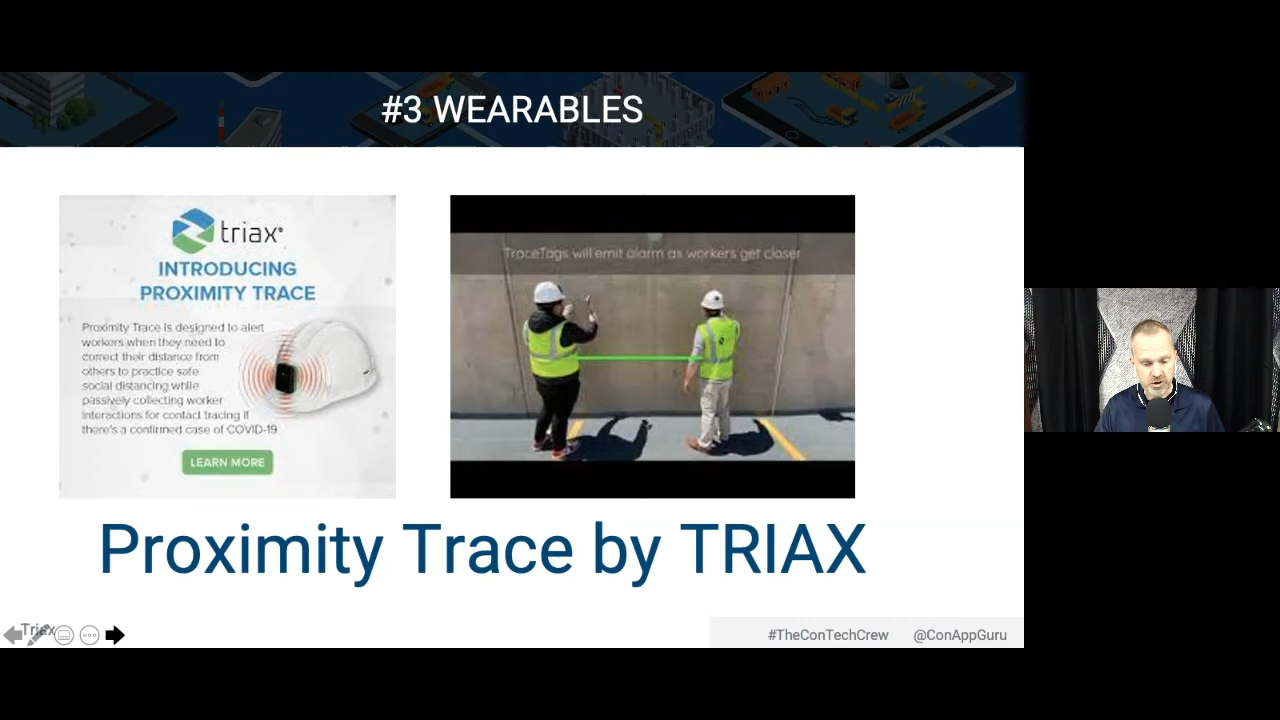 #3 WEARABLES
triax
INTRODUCING
PROXIMITY TRACE
Proximity Trace is designed to alert
workers when they need to
correct their distance from
others to practice safe
social distancing while
passively collecting worker
interactions for contact tracing if
there's a confirmed case of COVID-19
LEARN MORE
TraceTags will emit alarm as workers get closer
Proximity Trace by TRIAX
Triax
#TheConTechCrew @ConAppGuru